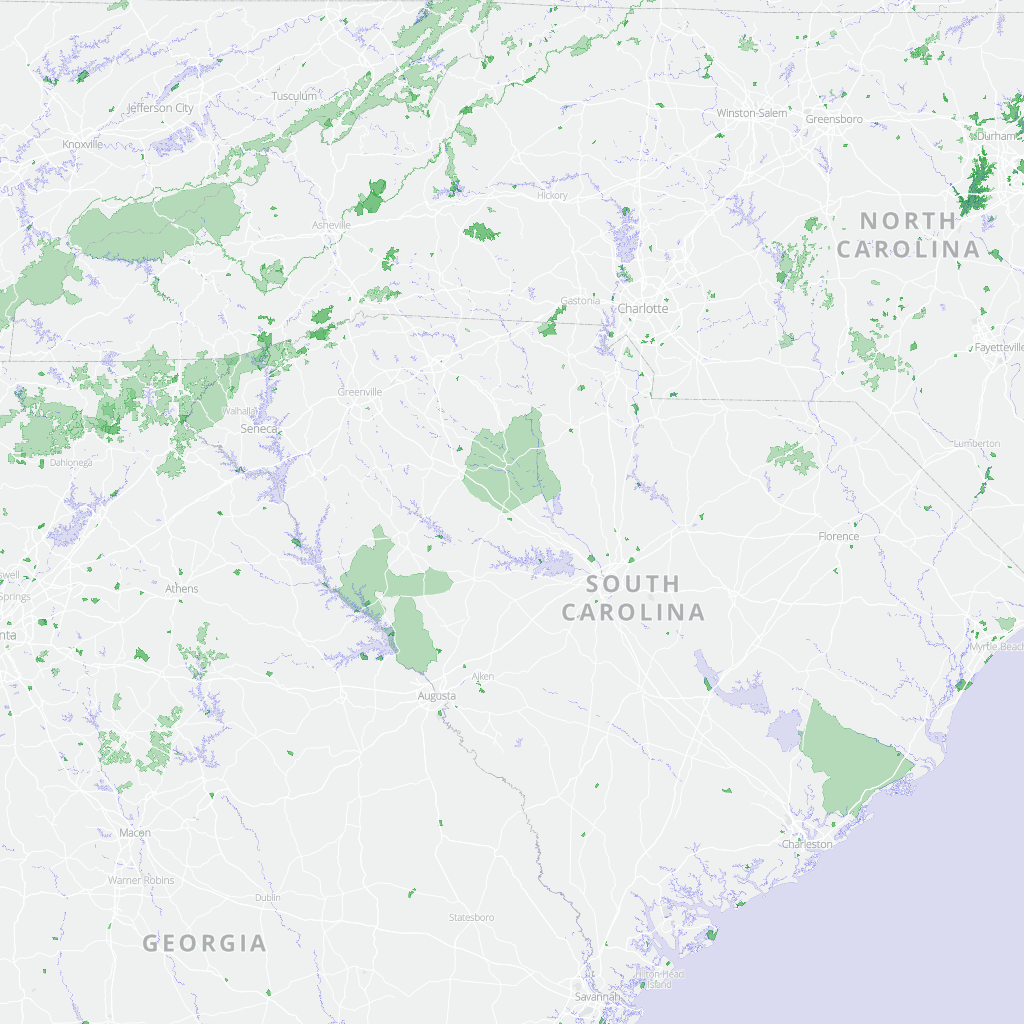 Tusculum
Jefferson City
Winston-Salem
Greensboro
Durham
Knoxville
Hickory
Asheville
NORTH
CAROLINA
Gastonia
Charlotte
Fayetteville
Greenville
Walhalla
Seneca
Lumberton
Dahlonega
Florence
Athens
SOUTH
CAROLINA
Springs
Myrtle Beach
Aiken
Augusta
Macon
Charleston
Warner Robins
Dublin
Statesboro
GEORGIA
Hilton Head
Island
Savannah